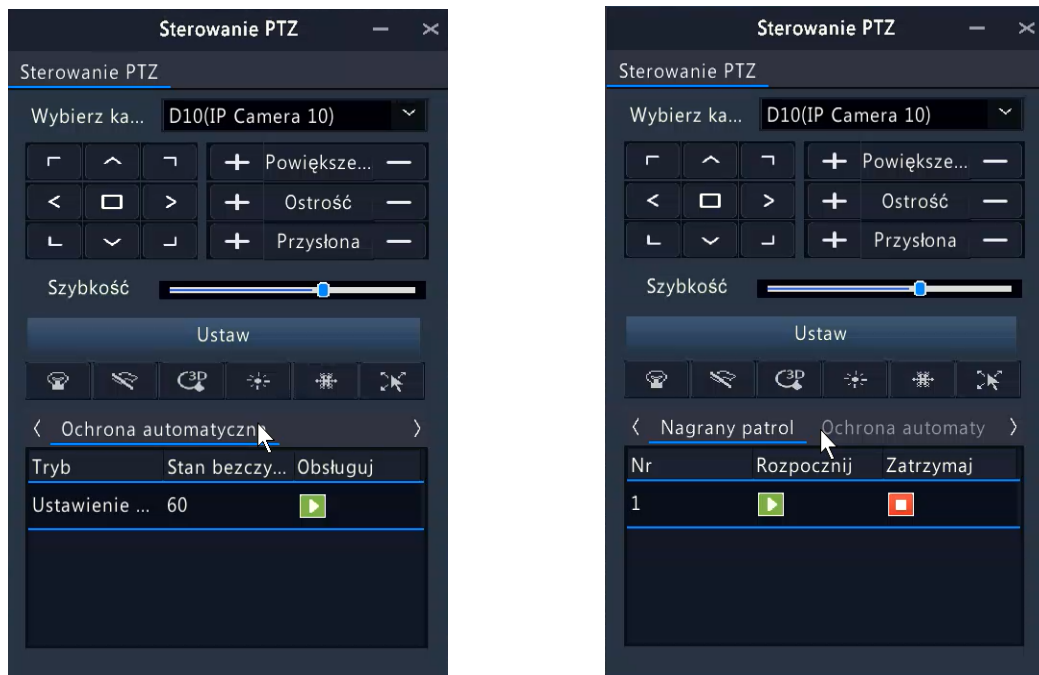 Sterowanie PTZ
Sterowanie PTZ
Wybierz ka... D10(IP Camera 10)
Powiększe...
Ostrość
Przysłona
Szybkość
Ustaw
3D
Ochrona automatyczn
Tryb Stan bezczy... Obsługuj
Ustawienie ... 60
Sterowanie PTZ
Sterowanie PTZ
Wybierz ka... D10(IP Camera 10)
Powiększe...
Ostrość
Przysłona
Szybkość
Ustaw
3D
Nagrany patrol Ochrona automaty
Nr Rozpocznij Zatrzymaj
1